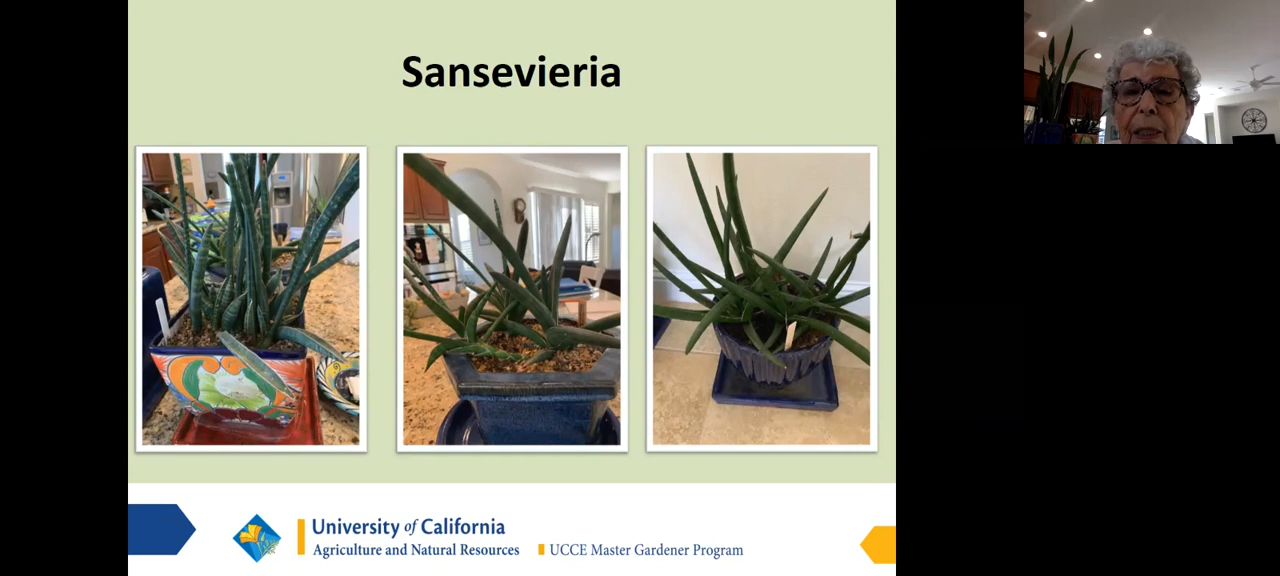 Sansevieria
University of California
Agriculture and Natural Resources
UCCE Master Gardener Program